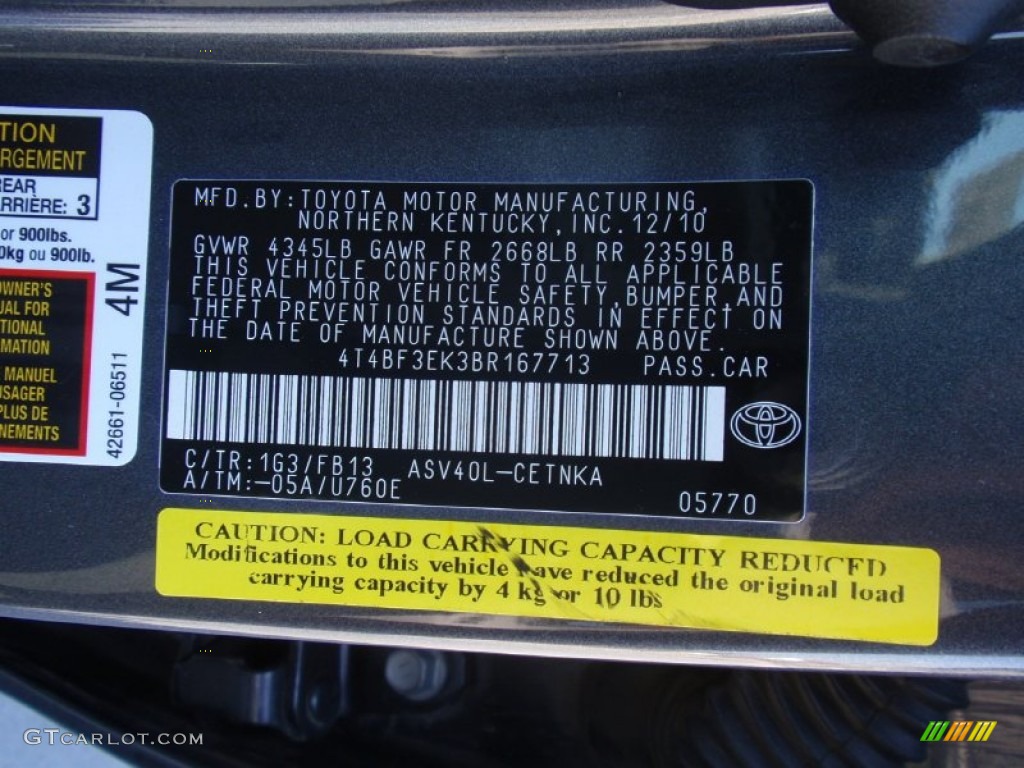 TION
RGEMENT
REAR
ARRIÈRE: 3
or 900lbs.
0kg ou 900lb.
OWNER'S
UAL FOR
TIONAL
MATION
MANUEL
USAGER
PLUS DE
NEMENTS
4M
42661-06511
MFD.BY:TOYOTA MOTOR MANUFACTURING,
NORTHERN KENTUCKY,INC.12/10
GVWR 4345LB GAWR FR 2668LB RR 2359LB
THIS VEHICLE CONFORMS TO ALL APPLICABLE
FEDERAL MOTOR VEHICLE SAFETY,BUMPER,AND
THEFT PREVENTION STANDARDS IN EFFECT ON
THE DATE OF MANUFACTURE SHOWN ABOVE.
4T4BF3EK3BR167713 PASS.CAR
C/TR:1G3/FB13 ASV40L-CETNKA
A/TM:-05A/U760E 05770
CAUTION: LOAD CARRYING CAPACITY REDUCED
Modifications to this vehicle have reduced the original load
carrying capacity by 4 kg or 10 lbs
GTCARLOT.COM